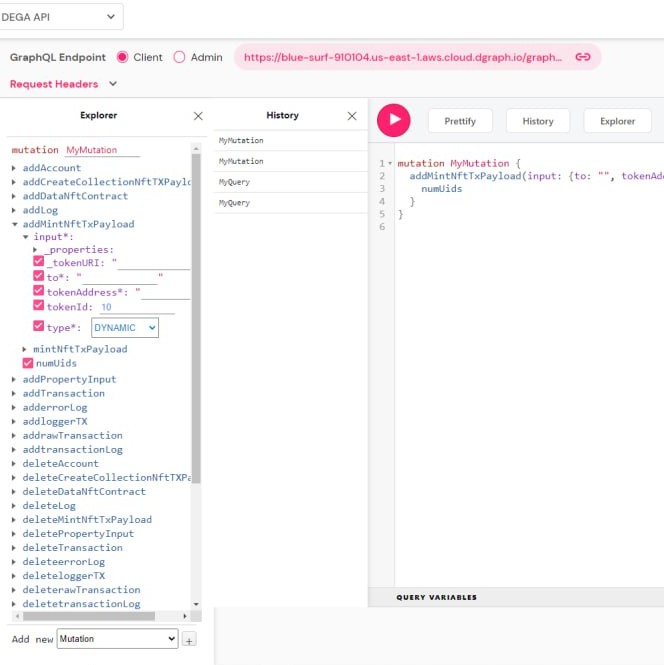 DEGA API
GraphQL Endpoint Client Admin https://blue-surf-910104.us-east-1.aws.cloud.dgraph.io/graph...
Request Headers
Explorer
mutation MyMutation
addAccount
addCreateCollectionNftTXPaylo
addDataNftContract
addLog
addMintNftTxPayload
input*:
_properties:
_tokenURI: "
to*: " "
tokenAddress*: "
tokenId: 10
type*: DYNAMIC
mintNftTxPayload
numUids
addPropertyInput
addTransaction
adderrorLog
addloggerTX
addrawTransaction
addtransactionLog
deleteAccount
deleteCreateCollectionNftTXPa
deleteDataNftContract
deleteLog
deleteMintNftTxPayload
deletePropertyInput
deleteTransaction
deleteerrorLog
deleteloggerTX
deleterawTransaction
deletetransactionLog
Add new Mutation +
History
MyMutation
MyMutation
MyQuery
MyQuery
Prettify History Explorer
1 mutation MyMutation {
2 addMintNftTxPayload(input: {to: "", tokenAdd
3 numUids
4 }
5 }
6
QUERY VARIABLES